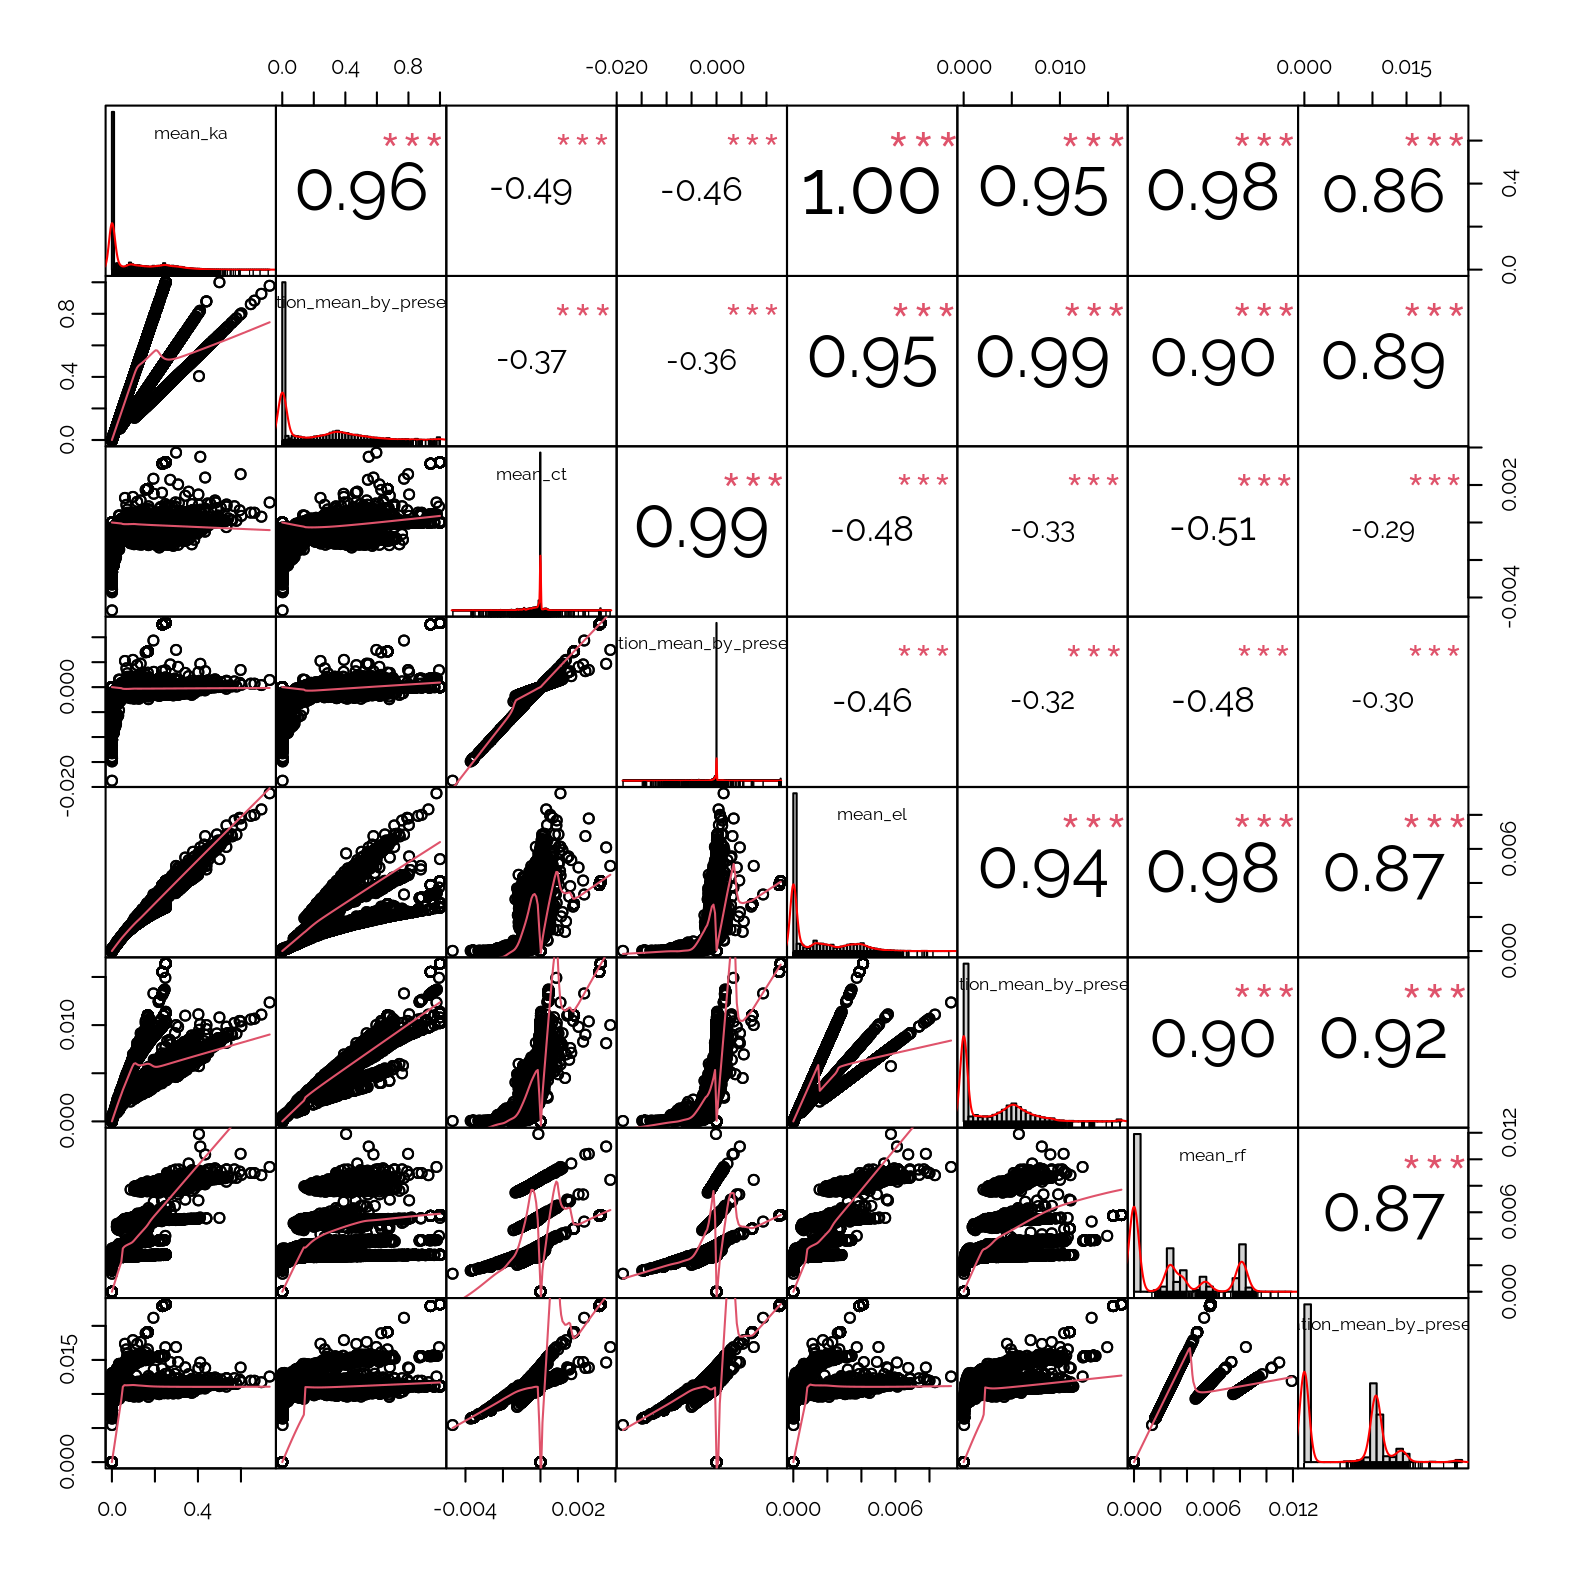 0.0 0.4 0.8 -0.020 0.000 0.000 0.010 0.000 0.015
mean_ka *** 0.96 *** -0.49 *** -0.46 *** 1.00 *** 0.95 *** 0.98 *** 0.86 0.0 0.4
0.0 0.4 0.8 tion_mean_by_prese *** -0.37 *** -0.36 *** 0.95 *** 0.99 *** 0.90 *** 0.89
mean_ct *** 0.99 *** -0.48 *** -0.33 *** -0.51 *** -0.29 -0.004 0.002
-0.020 0.000 tion_mean_by_prese *** -0.46 *** -0.32 *** -0.48 *** -0.30
mean_el *** 0.94 *** 0.98 *** 0.87 0.000 0.006
0.000 0.010 tion_mean_by_prese *** 0.90 *** 0.92
mean_rf *** 0.87 0.000 0.006 0.012
0.000 0.015 tion_mean_by_prese
0.0 0.4 -0.004 0.002 0.000 0.006 0.000 0.006 0.012